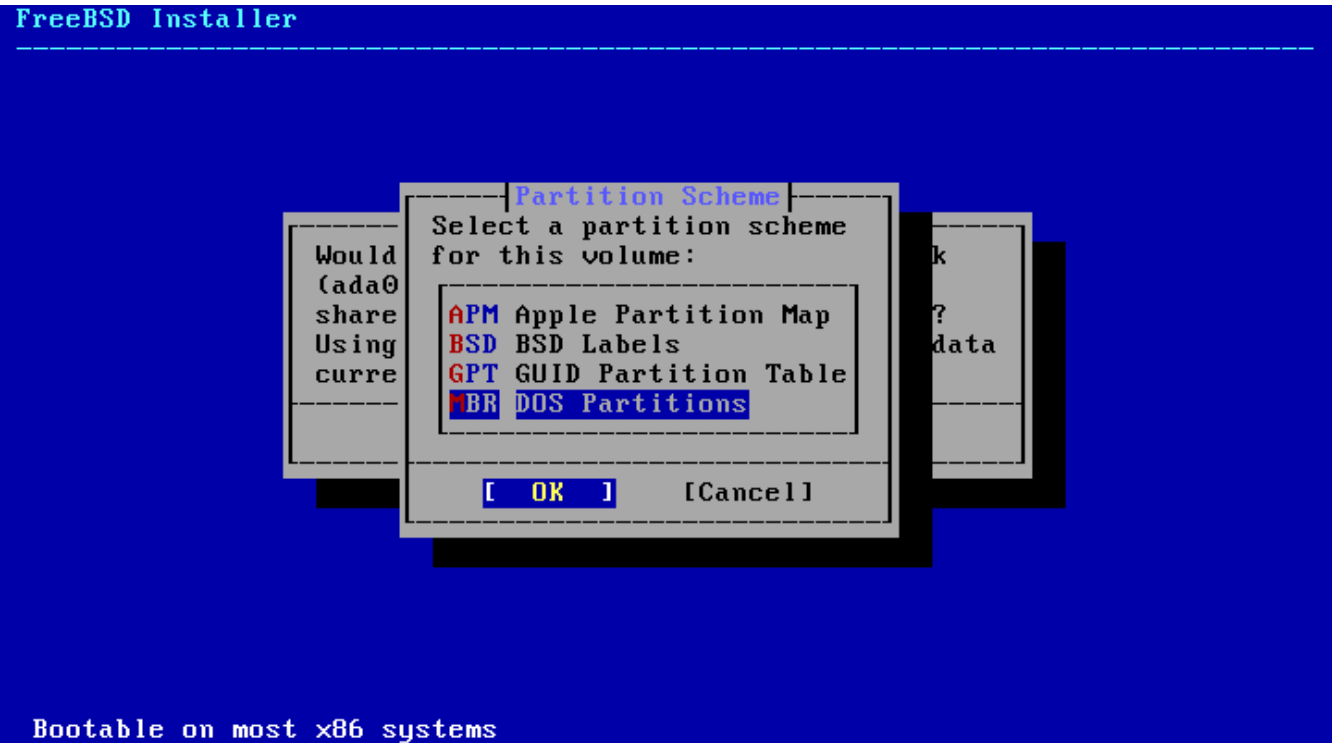 FreeBSD Installer
Partition Scheme
Select a partition scheme
for this volume:
Would
k
(ada0
share
?
Using
data
curre
APM Apple Partition Map
BSD BSD Labels
GPT GUID Partition Table
MBR DOS Partitions
[ OK ] [Cancel]
Bootable on most x86 systems